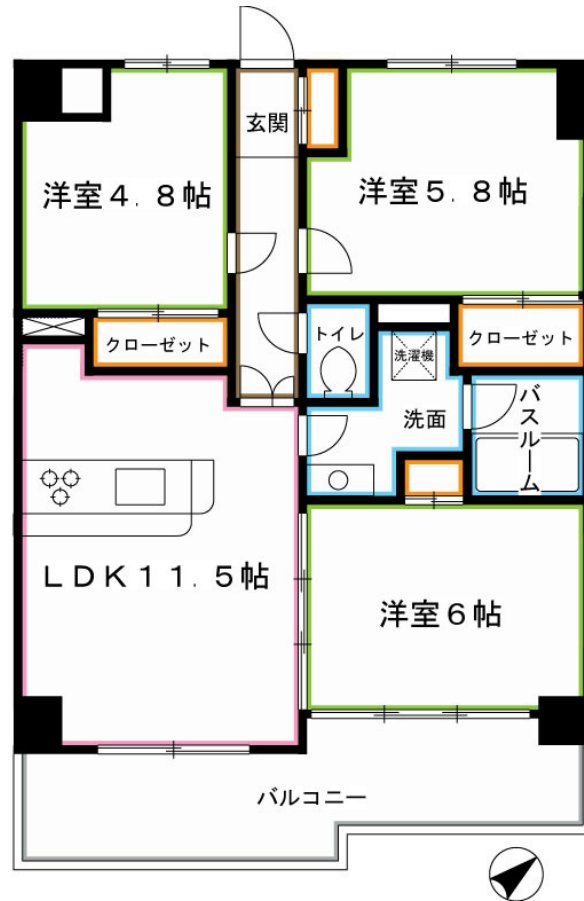 玄関
洋室4.8帖
洋室5.8帖
クローゼット
トイレ
洗濯機
クローゼット
洗面
バスルーム
LDK11.5帖
洋室6帖
バルコニー